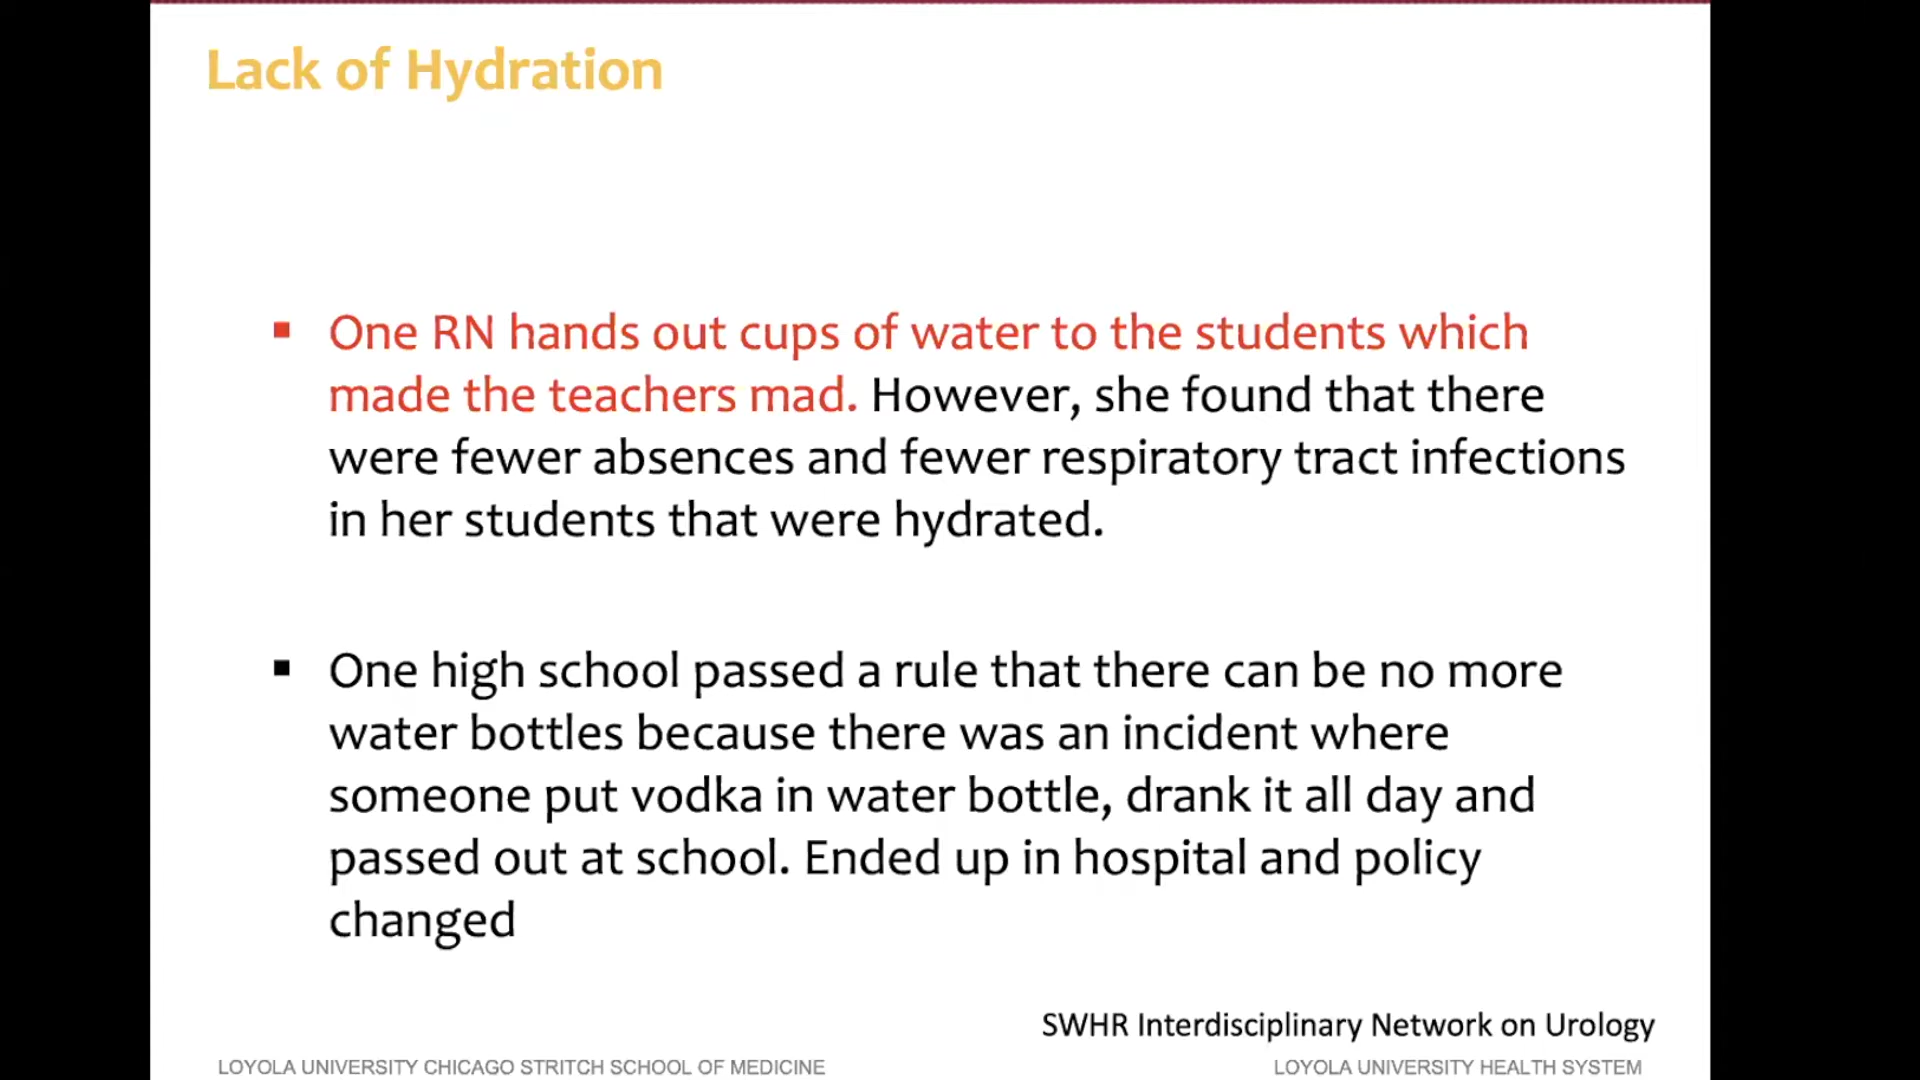 Lack of Hydration
▪ One RN hands out cups of water to the students which
made the teachers mad. However, she found that there
were fewer absences and fewer respiratory tract infections
in her students that were hydrated.
▪ One high school passed a rule that there can be no more
water bottles because there was an incident where
someone put vodka in water bottle, drank it all day and
passed out at school. Ended up in hospital and policy
changed
SWHR Interdisciplinary Network on Urology
LOYOLA UNIVERSITY CHICAGO STRITCH SCHOOL OF MEDICINE
LOYOLA UNIVERSITY HEALTH SYSTEM